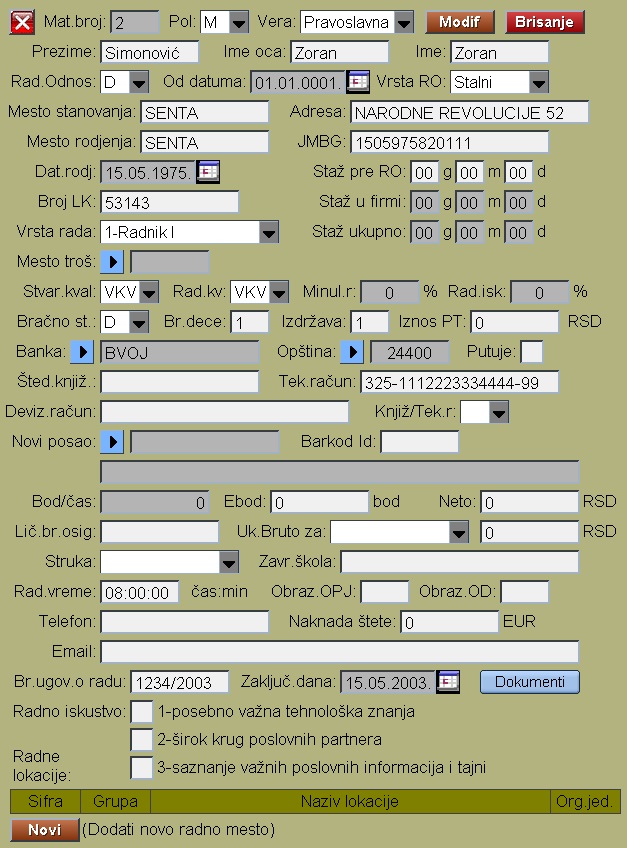 Mat.broj: 2 Pol: M Vera: Pravoslavna Modif Brisanje
Prezime: Simonović Ime oca: Zoran Ime: Zoran
Rad.Odnos: D Od datuma: 01.01.0001. Vrsta RO: Stalni
Mesto stanovanja: SENTA Adresa: NARODNE REVOLUCIJE 52
Mesto rodjenja: SENTA JMBG: 1505975820111
Dat.rodj: 15.05.1975. Staž pre RO: 00 g 00 m 00 d
Broj LK: 53143 Staž u firmi: 00 g 00 m 00 d
Vrsta rada: 1-Radnik I Staž ukupno: 00 g 00 m 00 d
Mesto troš:
Stvar.kval: VKV Rad.kv: VKV Minul.r: 0 % Rad.isk: 0 %
Bračno st.: D Br.dece: 1 Izdržava: 1 Iznos PT: 0 RSD
Banka: BVOJ Opština: 24400 Putuje:
Šted.knjiž.: Tek.račun: 325-1112223334444-99
Deviz.račun: Knjiž/Tek.r:
Novi posao: Barkod Id:
Bod/čas: 0 Ebod: 0 bod Neto: 0 RSD
Lič.br.osig: Uk.Bruto za: 0 RSD
Struka: Zavr.škola:
Rad.vreme: 08:00:00 čas:min Obraz.OPJ: Obraz.OD:
Telefon: Naknada štete: 0 EUR
Email:
Br.ugov.o radu: 1234/2003 Zaključ.dana: 15.05.2003. Dokumenti
Radno iskustvo: 1-posebno važna tehnološka znanja
2-širok krug poslovnih partnera
Radne lokacije: 3-saznanje važnih poslovnih informacija i tajni
Sifra Grupa Naziv lokacije Org.jed.
Novi (Dodati novo radno mesto)